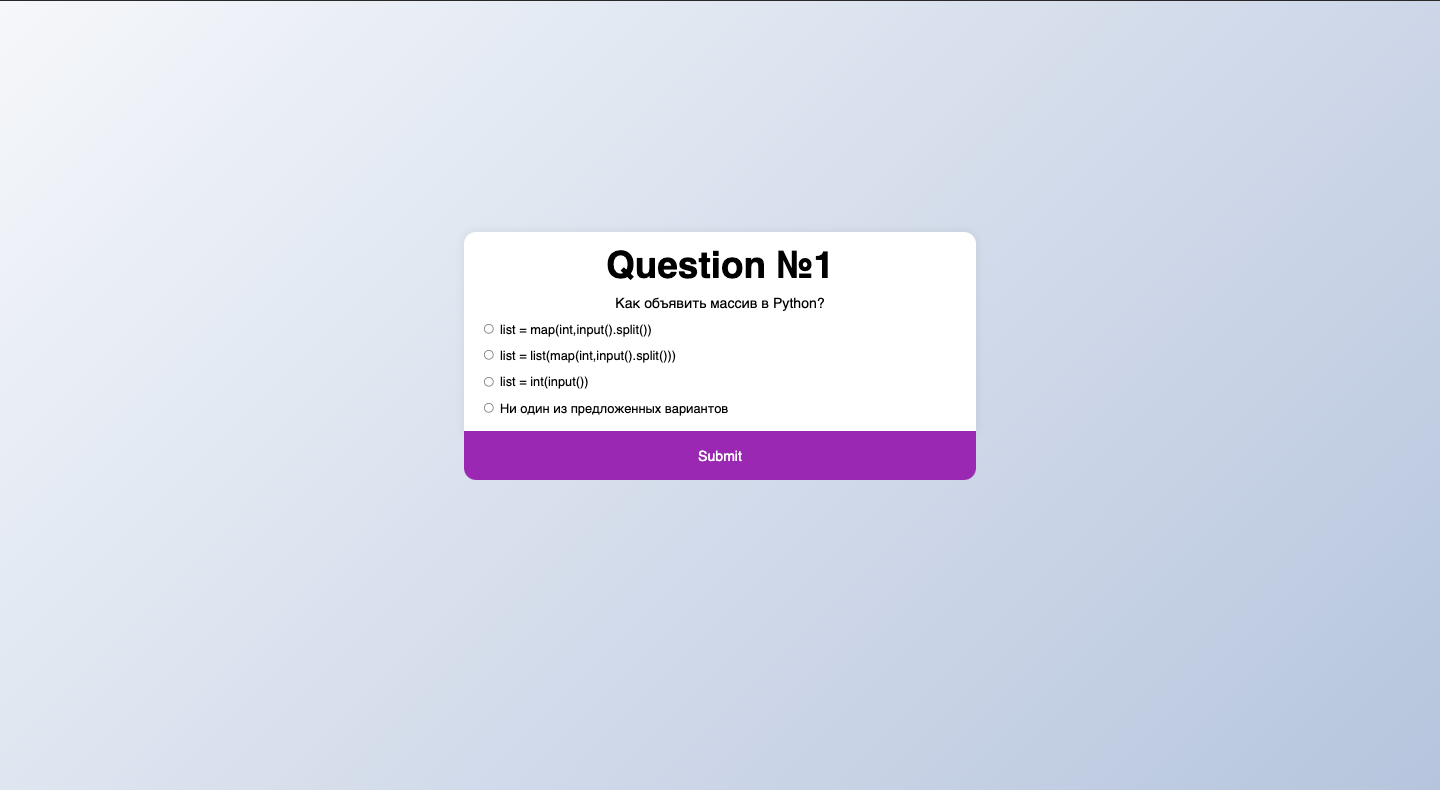 Question №1
Как объявить массив в Python?
list = map(int,input().split())
list = list(map(int,input().split()))
list = int(input())
Ни один из предложенных вариантов
Submit